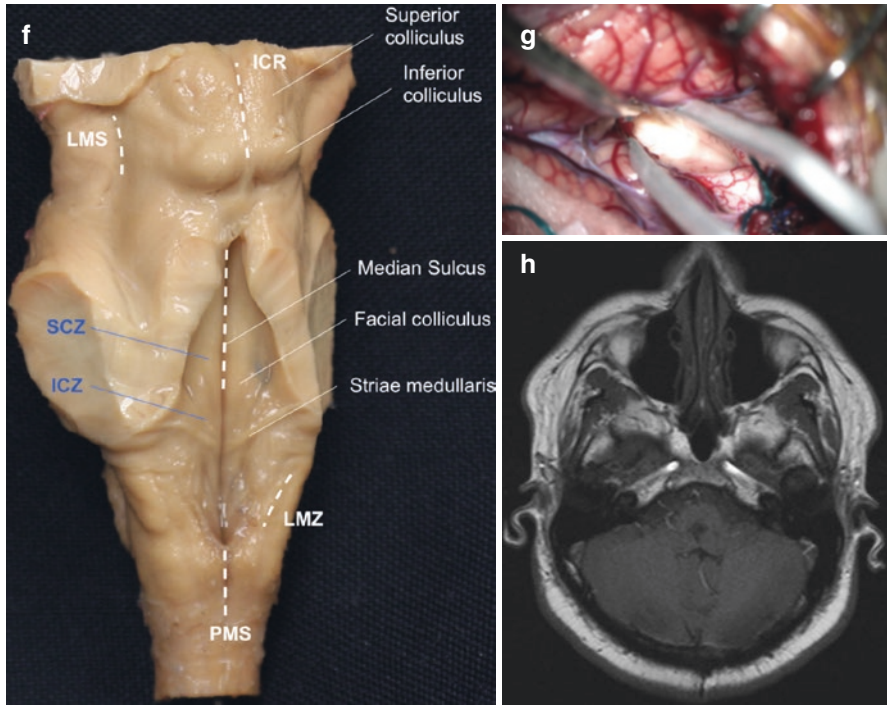 f
Superior
colliculus
ICR
Inferior
colliculus
LMS
Median Sulcus
SCZ
Facial colliculus
ICZ
Striae medullaris
LMZ
PMS
g
h